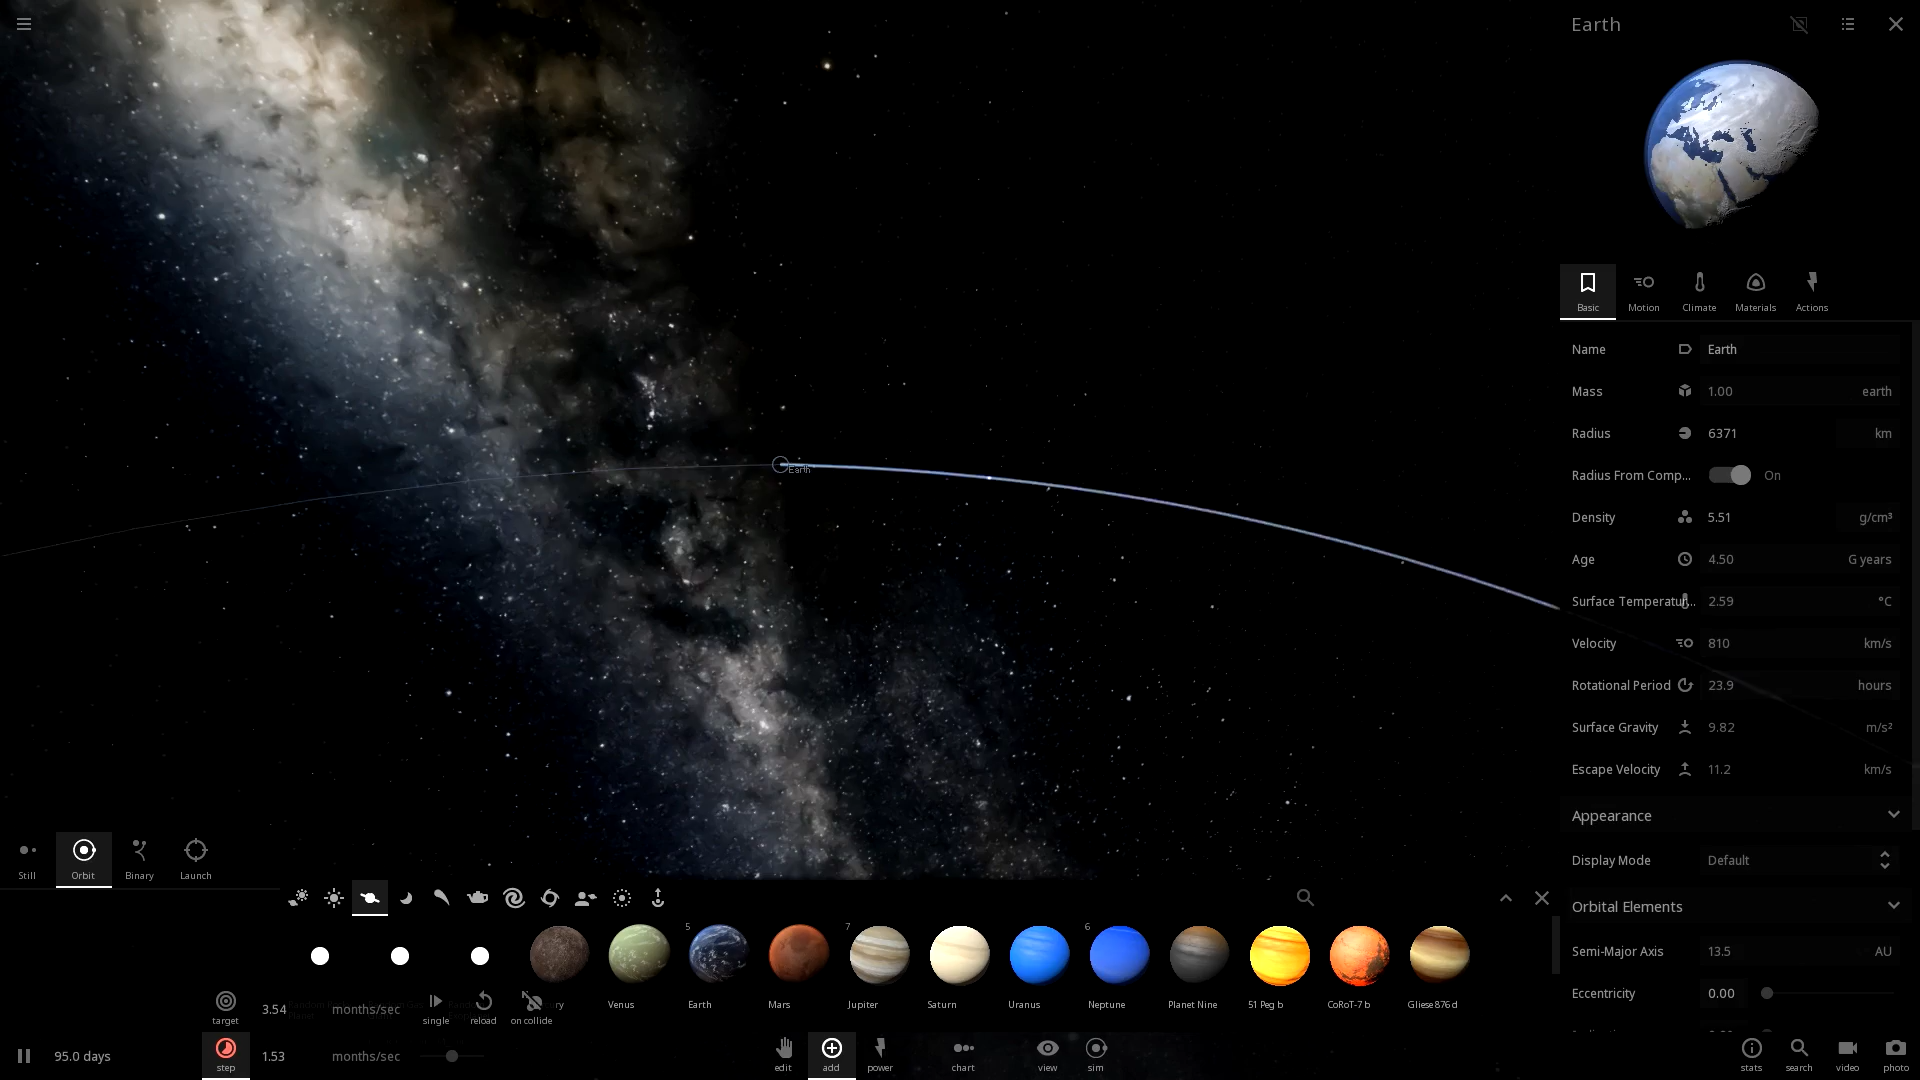 Earth
Basic
Motion
Climate
Materials
Actions
Name
Earth
Mass
1.00
earth
Radius
6371
km
Radius From Comp...
On
Density
5.51
g/cm³
Age
4.50
G years
Surface Temperatur...
2.59
°C
Velocity
810
km/s
Rotational Period
23.9
hours
Surface Gravity
9.82
m/s²
Escape Velocity
11.2
km/s
Appearance
Display Mode
Default
Orbital Elements
Semi-Major Axis
13.5
AU
Eccentricity
0.00
Earth
Still
Orbit
Binary
Launch
5
7
6
ry
Venus
Earth
Mars
Jupiter
Saturn
Uranus
Neptune
Planet Nine
51 Peg b
CoRoT-7 b
Gliese 876 d
target
3.54
months/sec
single
reload
on collide
95.0 days
step
1.53
months/sec
edit
add
power
chart
view
sim
stats
search
video
photo